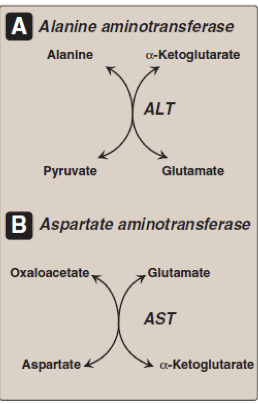 A Alanine aminotransferase
Alanine α-Ketoglutarate
ALT
Pyruvate Glutamate
B Aspartate aminotransferase
Oxaloacetate Glutamate
AST
Aspartate α-Ketoglutarate